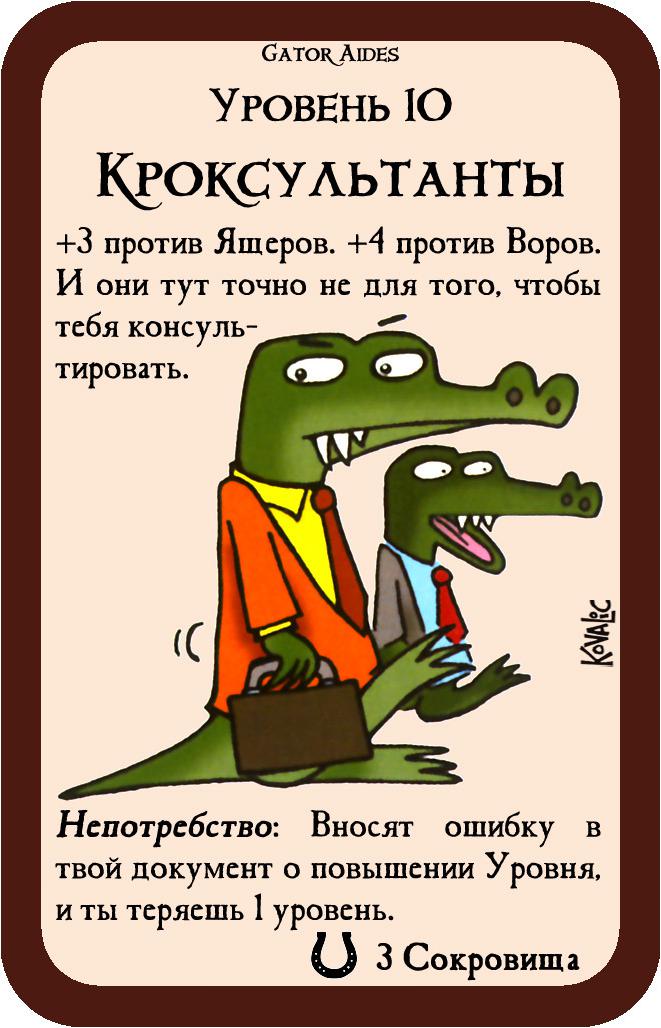 Gator Aides
Уровень 10
Кроксультанты
+3 против Ящеров. +4 против Воров.
И они тут точно не для того, чтобы
тебя консуль-
тировать.
Kovalic
Непотребство: Вносят ошибку в
твой документ о повышении Уровня,
и ты теряешь 1 уровень.
3 Сокровища